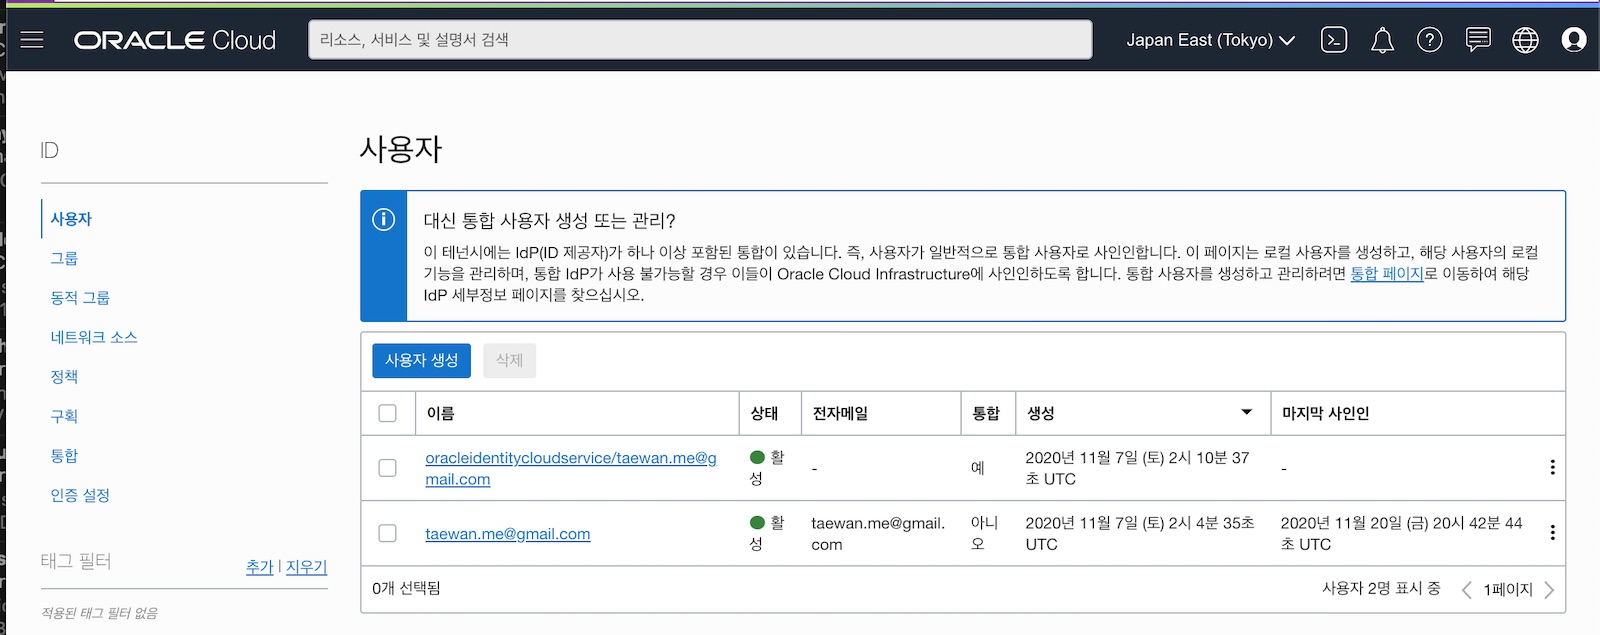 ORACLE Cloud
리소스, 서비스 및 설명서 검색
Japan East (Tokyo)
ID
사용자
그룹
동적 그룹
네트워크 소스
정책
구획
통합
인증 설정
태그 필터
추가 | 지우기
적용된 태그 필터 없음
사용자
대신 통합 사용자 생성 또는 관리?
이 테넌시에는 IdP(ID 제공자)가 하나 이상 포함된 통합이 있습니다. 즉, 사용자가 일반적으로 통합 사용자로 사인인합니다. 이 페이지는 로컬 사용자를 생성하고, 해당 사용자의 로컬
기능을 관리하며, 통합 IdP가 사용 불가능할 경우 이들이 Oracle Cloud Infrastructure에 사인인하도록 합니다. 통합 사용자를 생성하고 관리하려면 통합 페이지로 이동하여 해당
IdP 세부정보 페이지를 찾으십시오.
사용자 생성 삭제
이름 상태 전자메일 통합 생성 마지막 사인인
oracleidentitycloudservice/taewan.me@g 활 - 예 2020년 11월 7일 (토) 2시 10분 37 -
mail.com 성 초 UTC
taewan.me@gmail.com 활 taewan.me@gmail. 아니 2020년 11월 7일 (토) 2시 4분 35초 2020년 11월 20일 (금) 20시 42분 44
성 com 오 UTC 초 UTC
0개 선택됨 사용자 2명 표시 중 1페이지